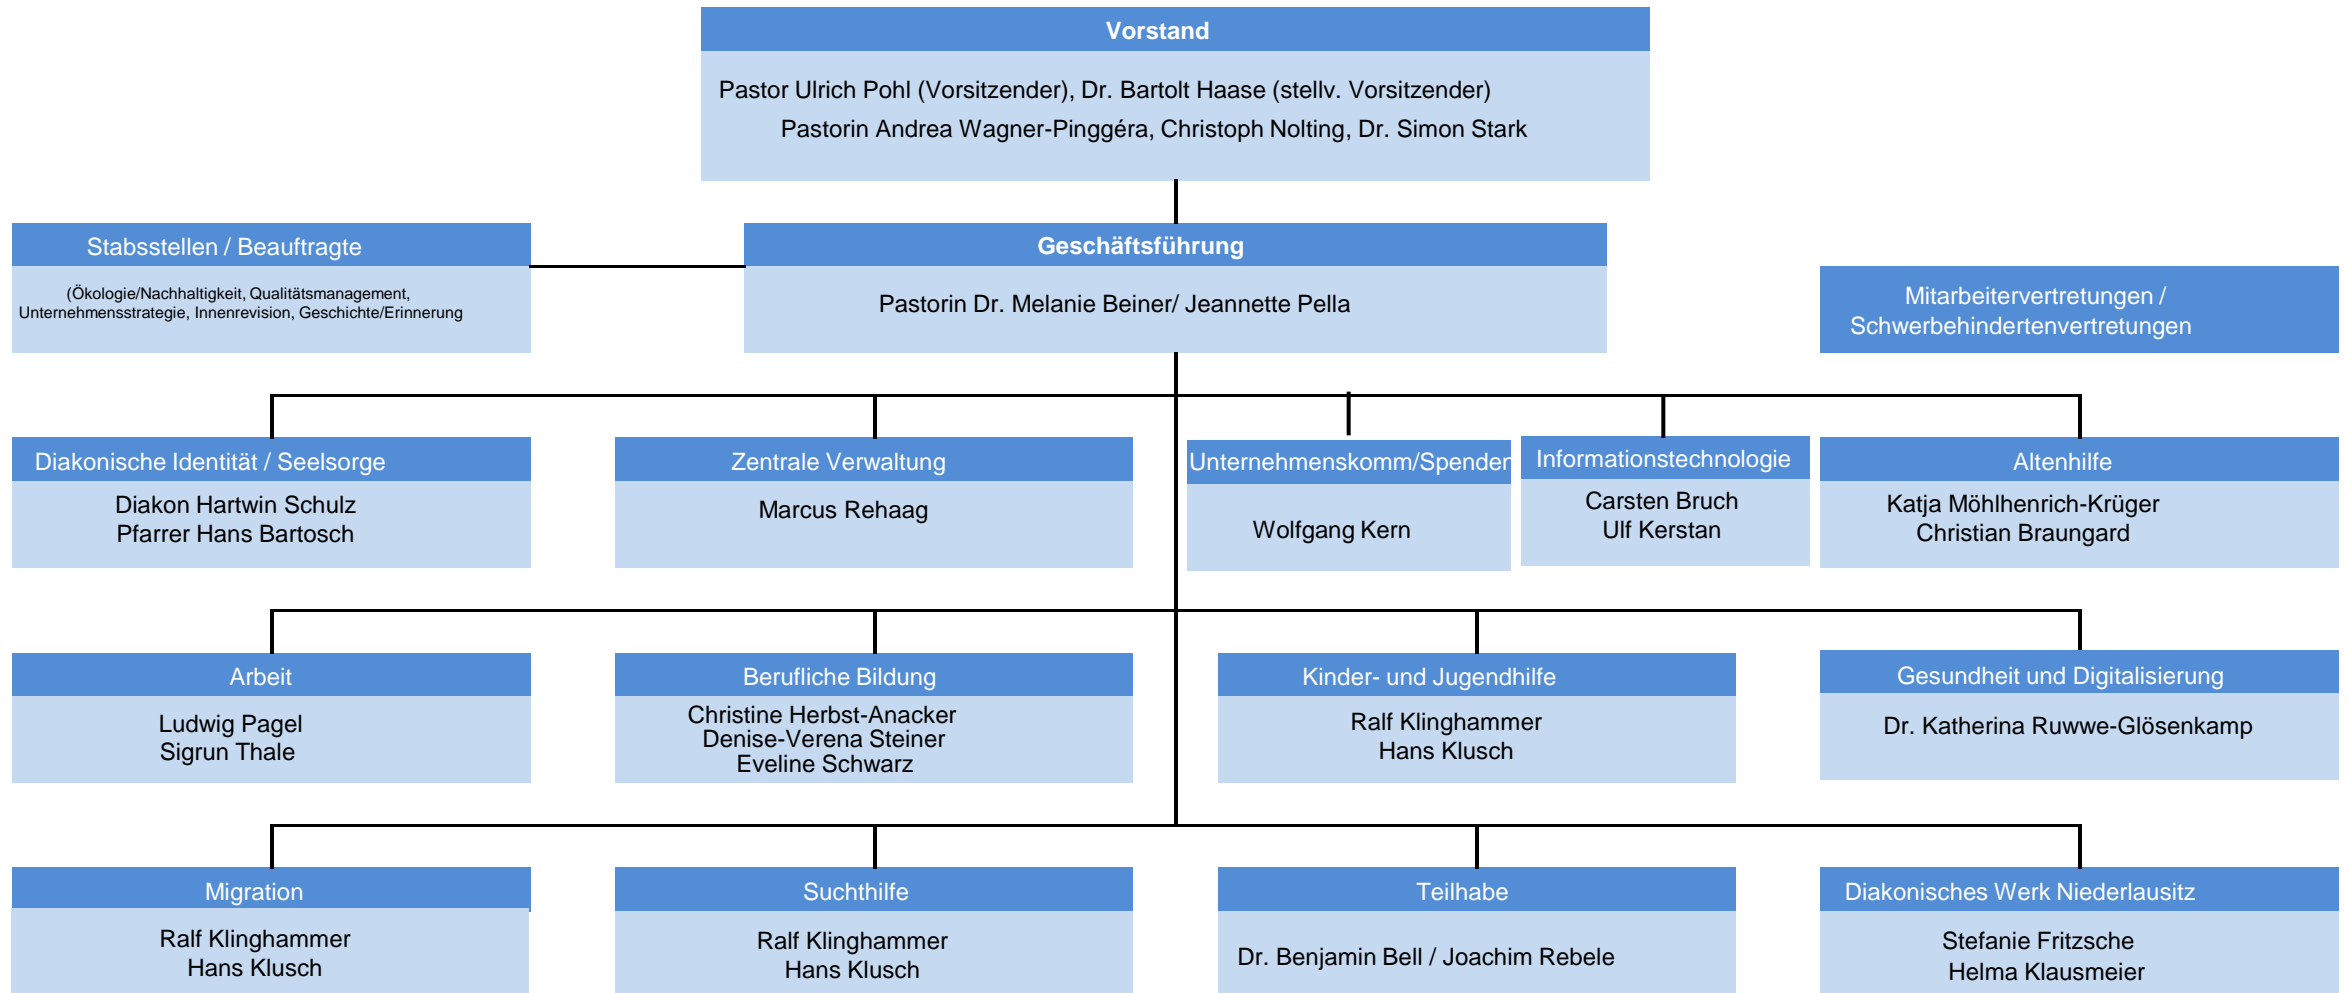 Vorstand
Pastor Ulrich Pohl (Vorsitzender), Dr. Bartolt Haase (stellv. Vorsitzender)
Pastorin Andrea Wagner-Pinggéra, Christoph Nolting, Dr. Simon Stark
Stabsstellen / Beauftragte
(Ökologie/Nachhaltigkeit, Qualitätsmanagement,
Unternehmensstrategie, Innenrevision, Geschichte/Erinnerung
Geschäftsführung
Pastorin Dr. Melanie Beiner/ Jeannette Pella
Mitarbeitervertretungen /
Schwerbehindertenvertretungen
Diakonische Identität / Seelsorge
Diakon Hartwin Schulz
Pfarrer Hans Bartosch
Zentrale Verwaltung
Marcus Rehaag
Unternehmenskomm/Spenden
Wolfgang Kern
Informationstechnologie
Carsten Bruch
Ulf Kerstan
Altenhilfe
Katja Möhlhenrich-Krüger
Christian Braungard
Arbeit
Ludwig Pagel
Sigrun Thale
Berufliche Bildung
Christine Herbst-Anacker
Denise-Verena Steiner
Eveline Schwarz
Kinder- und Jugendhilfe
Ralf Klinghammer
Hans Klusch
Gesundheit und Digitalisierung
Dr. Katherina Ruwwe-Glösenkamp
Migration
Ralf Klinghammer
Hans Klusch
Suchthilfe
Ralf Klinghammer
Hans Klusch
Teilhabe
Dr. Benjamin Bell / Joachim Rebele
Diakonisches Werk Niederlausitz
Stefanie Fritzsche
Helma Klausmeier